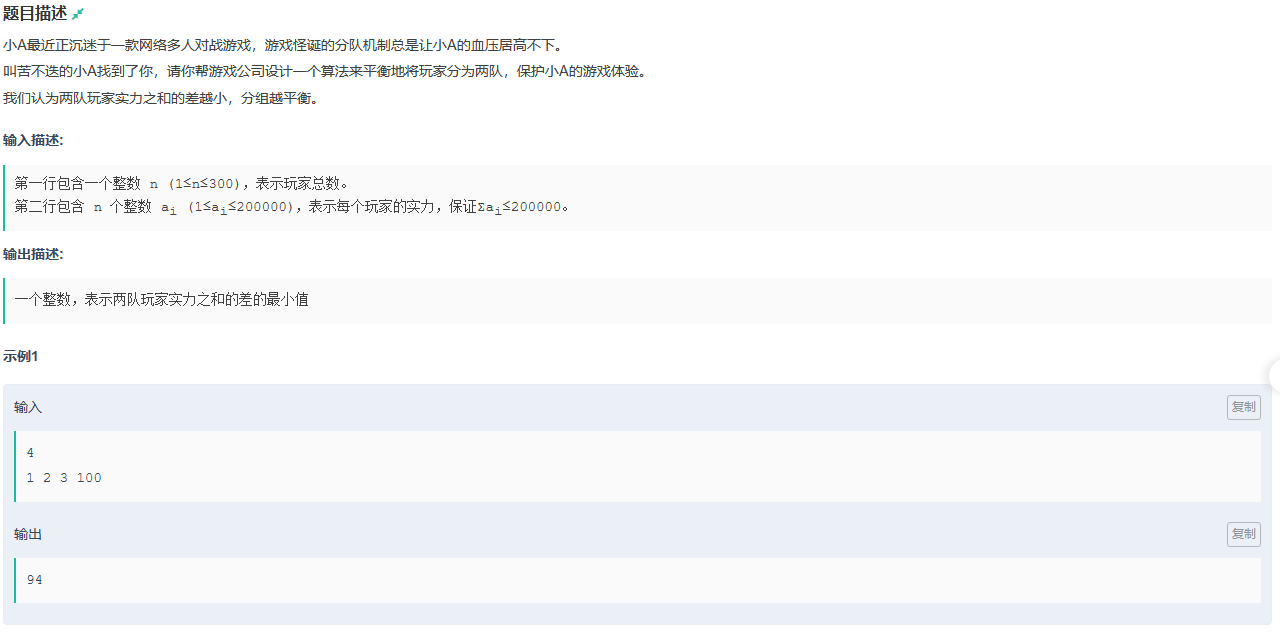 题目描述
小A最近正沉迷于一款网络多人对战游戏，游戏怪诞的分队机制总是让小A的血压居高不下。
叫苦不迭的小A找到了你，请你帮游戏公司设计一个算法来平衡地将玩家分为两队，保护小A的游戏体验。
我们认为两队玩家实力之和的差越小，分组越平衡。
输入描述:
第一行包含一个整数 n (1≤n≤300)，表示玩家总数。
第二行包含 n 个整数 aᵢ (1≤aᵢ≤200000)，表示每个玩家的实力，保证Σaᵢ≤200000。
输出描述:
一个整数，表示两队玩家实力之和的差的最小值
示例1
输入 复制
4
1 2 3 100
输出 复制
94